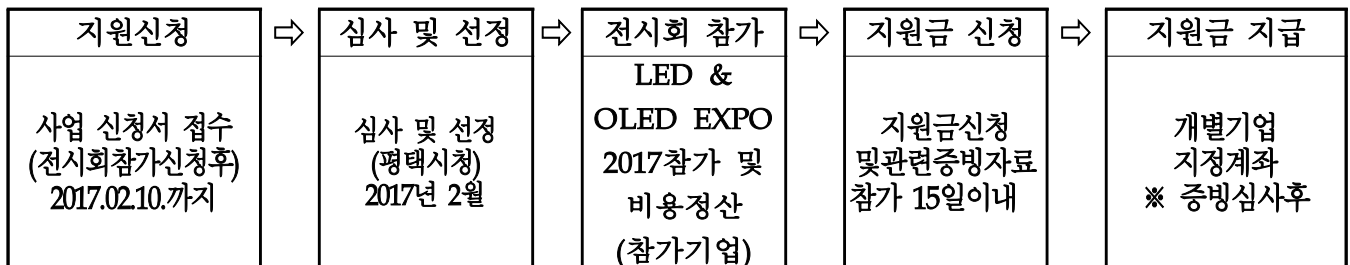 지원신청
사업 신청서 접수
(전시회참가신청후)
2017.02.10.까지
⇨
심사 및 선정
심사 및 선정
(평택시청)
2017년 2월
⇨
전시회 참가
LED &
OLED EXPO
2017참가 및
비용정산
(참가기업)
⇨
지원금 신청
지원금신청
및관련증빙자료
참가 15일이내
⇨
지원금 지급
개별기업
지정계좌
※ 증빙심사후